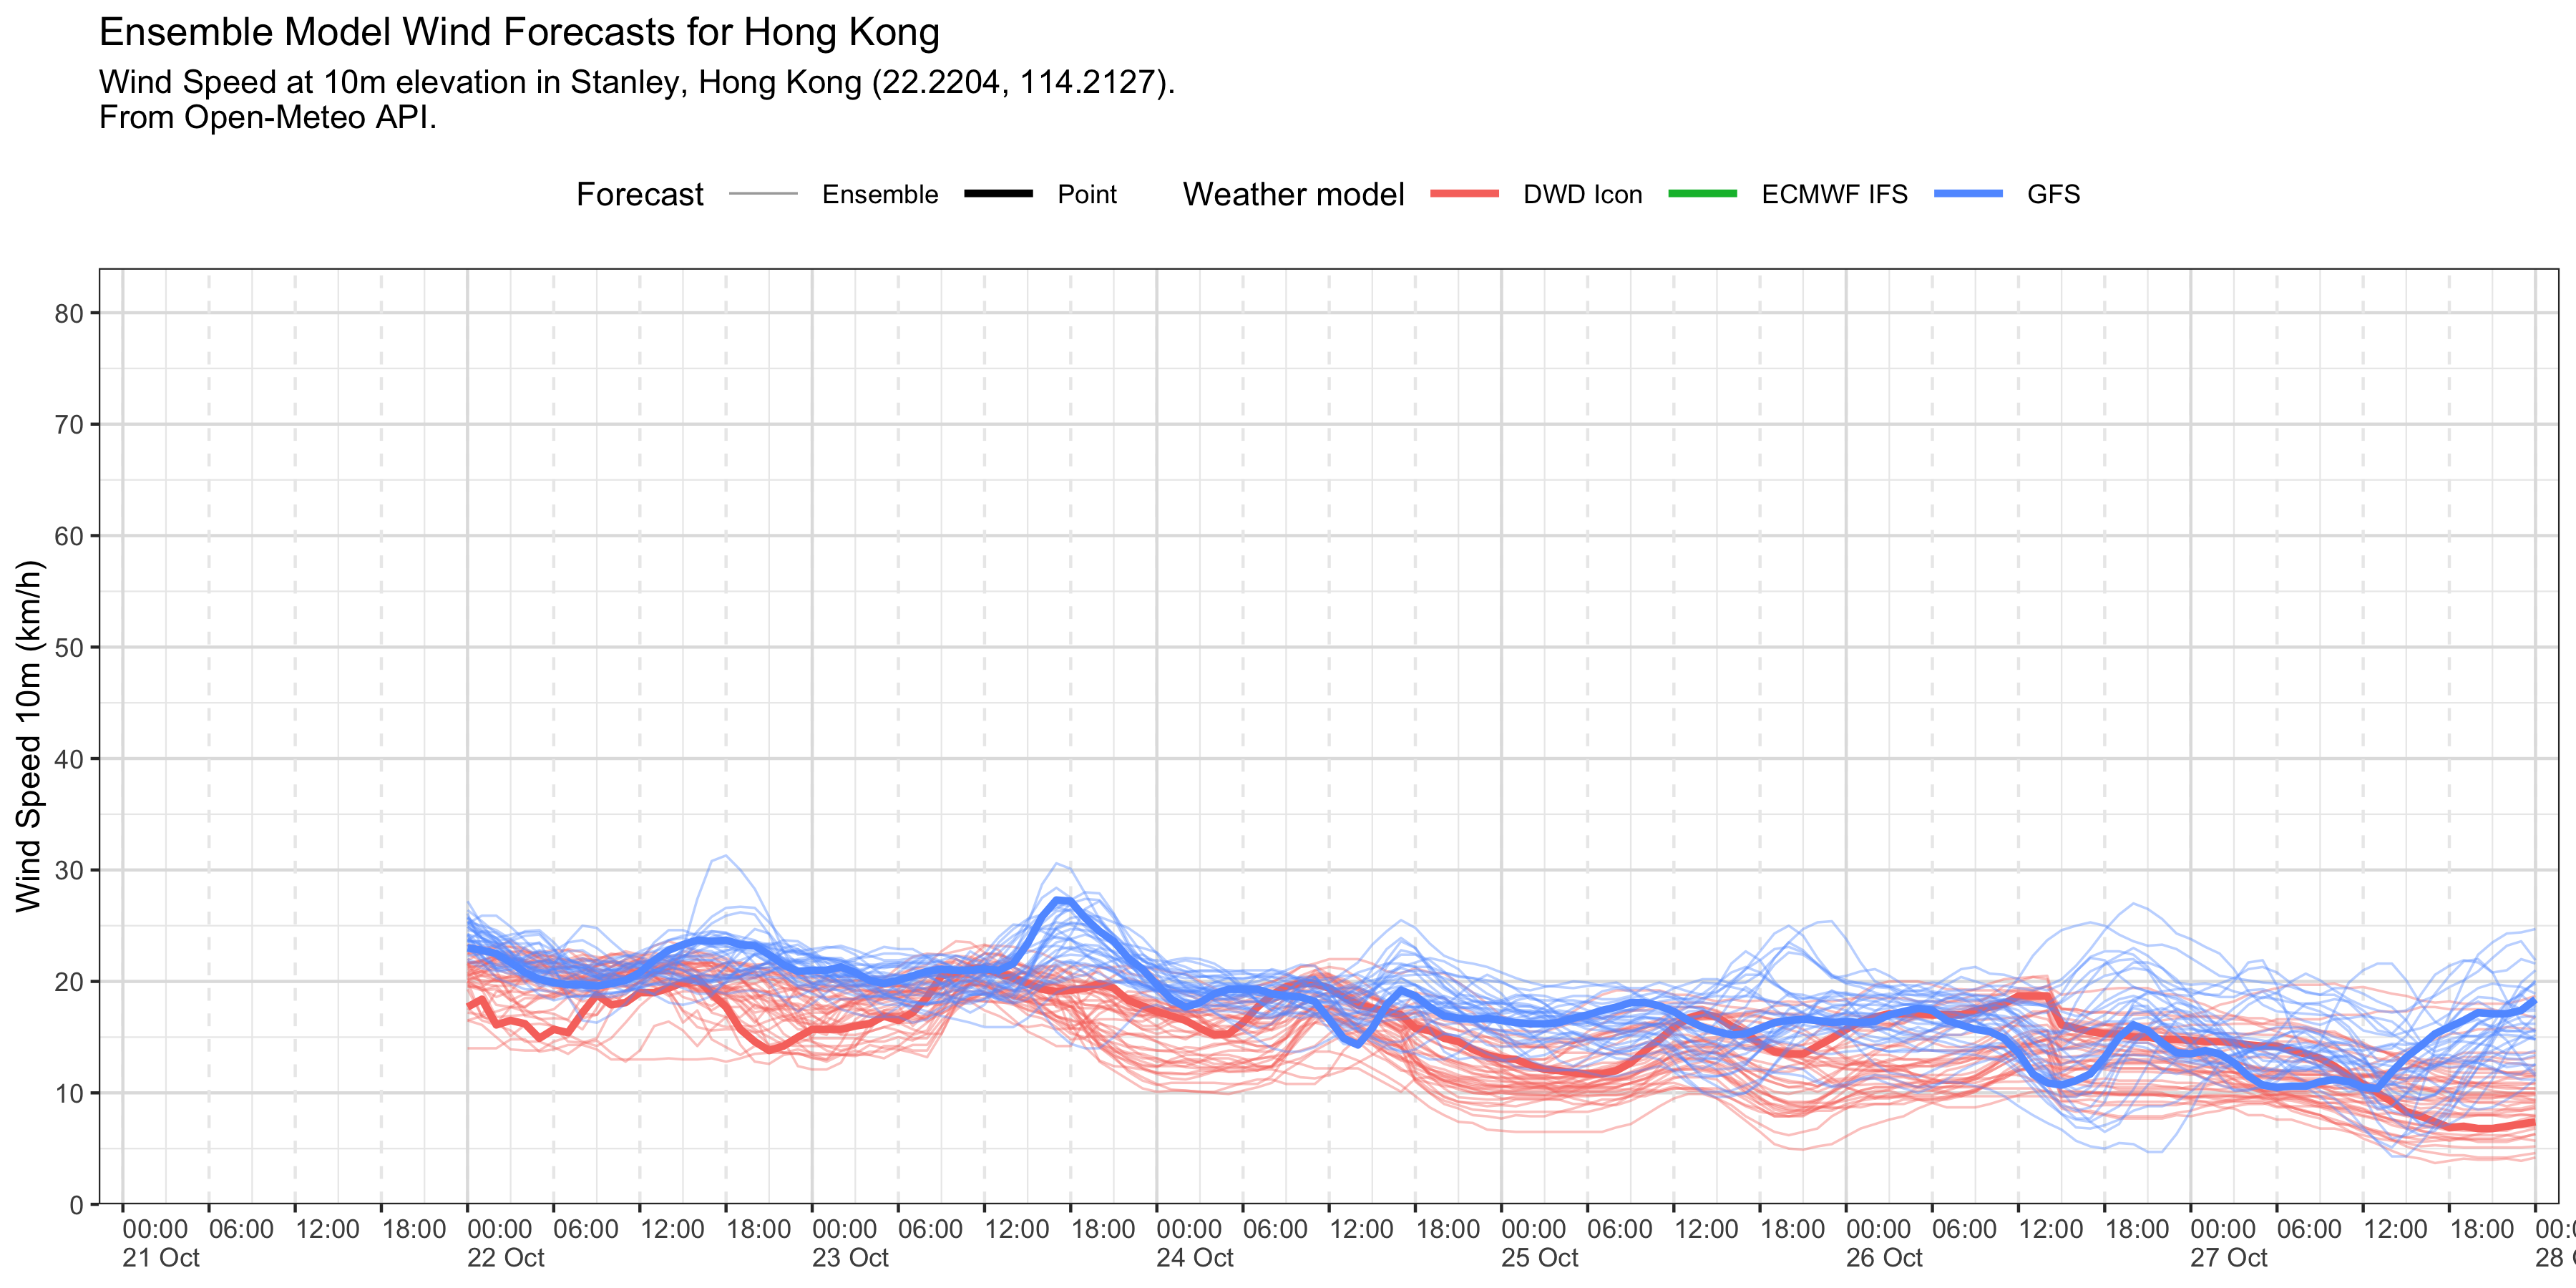 Ensemble Model Wind Forecasts for Hong Kong
Wind Speed at 10m elevation in Stanley, Hong Kong (22.2204, 114.2127).
From Open-Meteo API.
Forecast Ensemble Point Weather model DWD Icon ECMWF IFS GFS
Wind Speed 10m (km/h)
80
70
60
50
40
30
20
10
0
00:00 06:00 12:00 18:00 00:00 06:00 12:00 18:00 00:00 06:00 12:00 18:00 00:00 06:00 12:00 18:00 00:00 06:00 12:00 18:00 00:00 06:00 12:00 18:00 00:00 06:00 12:00 18:00
21 Oct 22 Oct 23 Oct 24 Oct 25 Oct 26 Oct 27 Oct 28